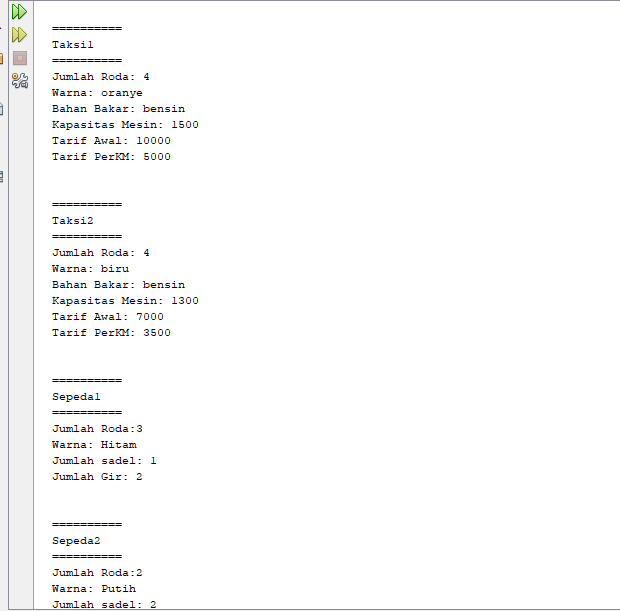 ==========
Taksi1
==========
Jumlah Roda: 4
Warna: oranye
Bahan Bakar: bensin
Kapasitas Mesin: 1500
Tarif Awal: 10000
Tarif PerKM: 5000
==========
Taksi2
==========
Jumlah Roda: 4
Warna: biru
Bahan Bakar: bensin
Kapasitas Mesin: 1300
Tarif Awal: 7000
Tarif PerKM: 3500
==========
Sepeda1
==========
Jumlah Roda:3
Warna: Hitam
Jumlah sadel: 1
Jumlah Gir: 2
==========
Sepeda2
==========
Jumlah Roda:2
Warna: Putih
Jumlah sadel: 2